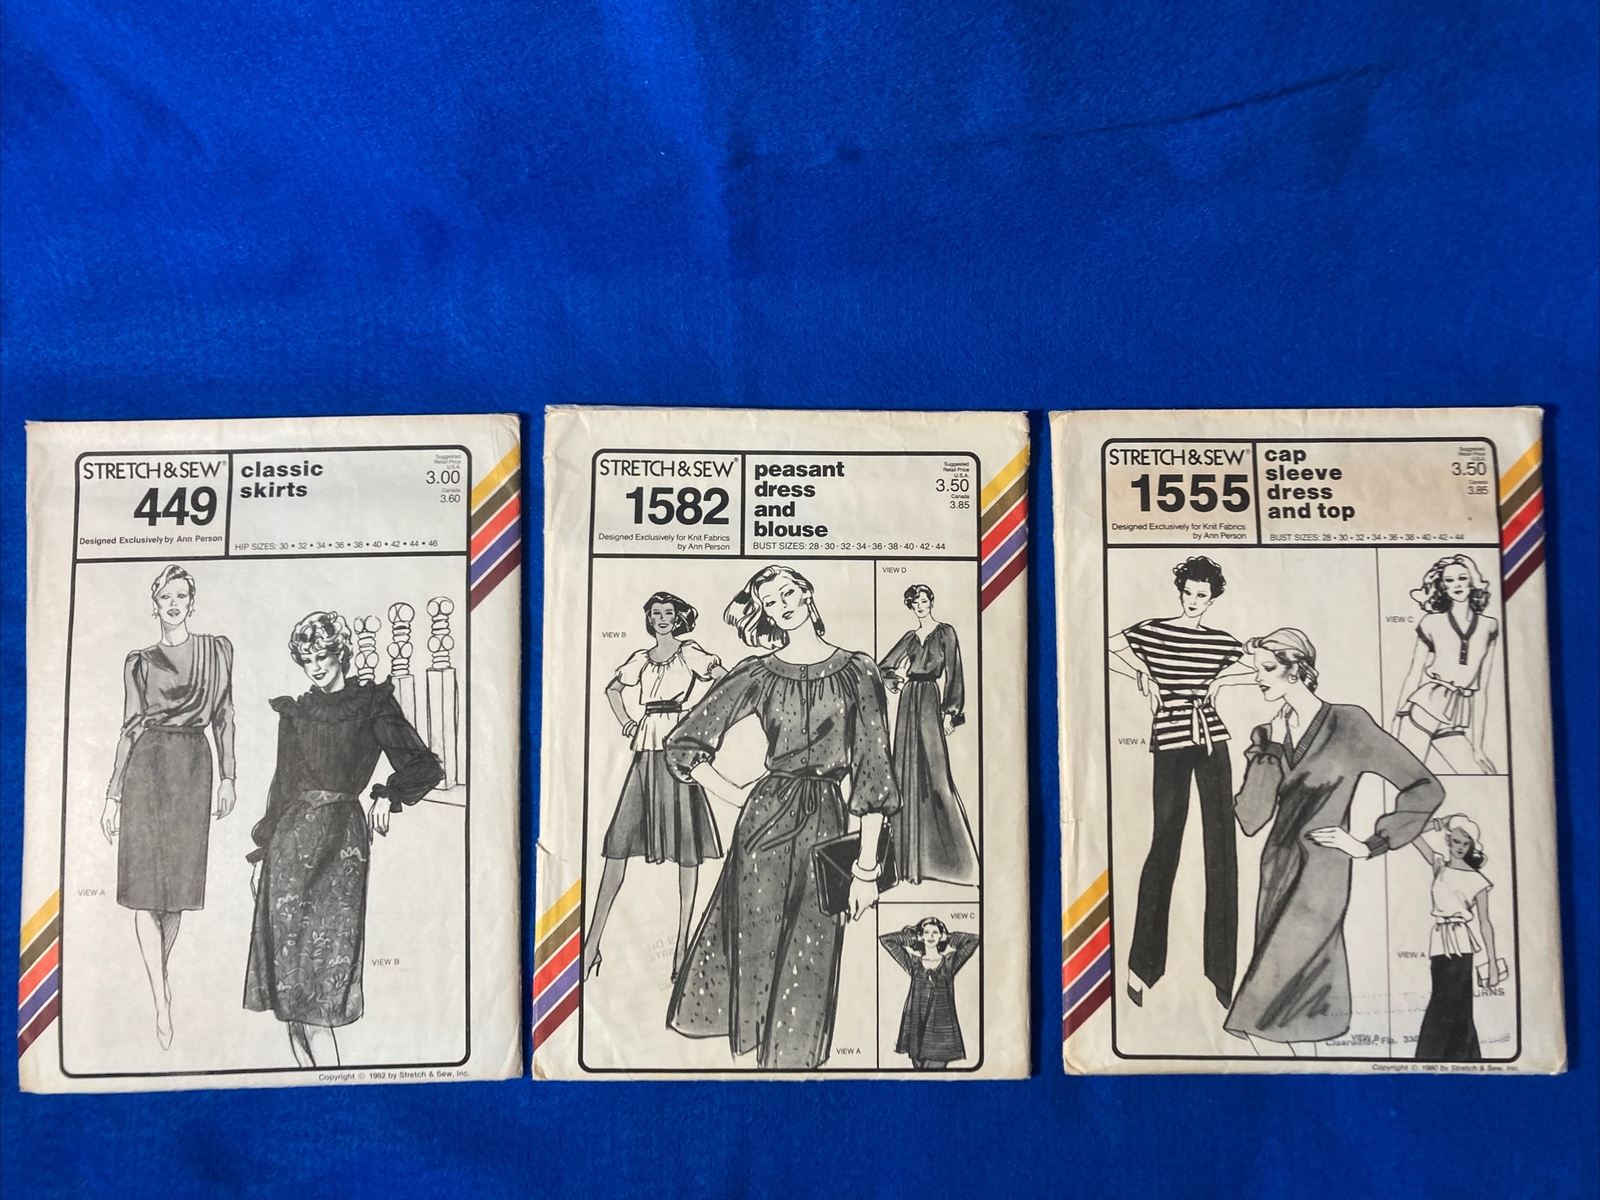 STRETCH & SEW®
449
Designed Exclusively by Ann Person
classic
skirts
Suggested
Retail Price
U.S.A.
3.00
Canada
3.60
HIP SIZES: 30 • 32 • 34 • 36 • 38 • 40 • 42 • 44 • 46
VIEW A
VIEW B
Copyright © 1982 by Stretch & Sew, Inc.
STRETCH & SEW®
1582
Designed Exclusively for Knit Fabrics
by Ann Person
peasant
dress
and
blouse
Suggested
Retail Price
U.S.A.
3.50
Canada
3.85
BUST SIZES: 28 • 30 • 32 • 34 • 36 • 38 • 40 • 42 • 44
VIEW B
VIEW D
VIEW C
VIEW A
STRETCH & SEW®
1555
Designed Exclusively for Knit Fabrics
by Ann Person
cap
sleeve
dress
and top
Suggested
Retail Price
U.S.A.
3.50
Canada
3.85
BUST SIZES: 28 • 30 • 32 • 34 • 36 • 38 • 40 • 42 • 44
VIEW C
VIEW A
VIEW A
VIEW B
Clearwater, Fla.
Copyright © 1980 by Stretch & Sew, Inc.